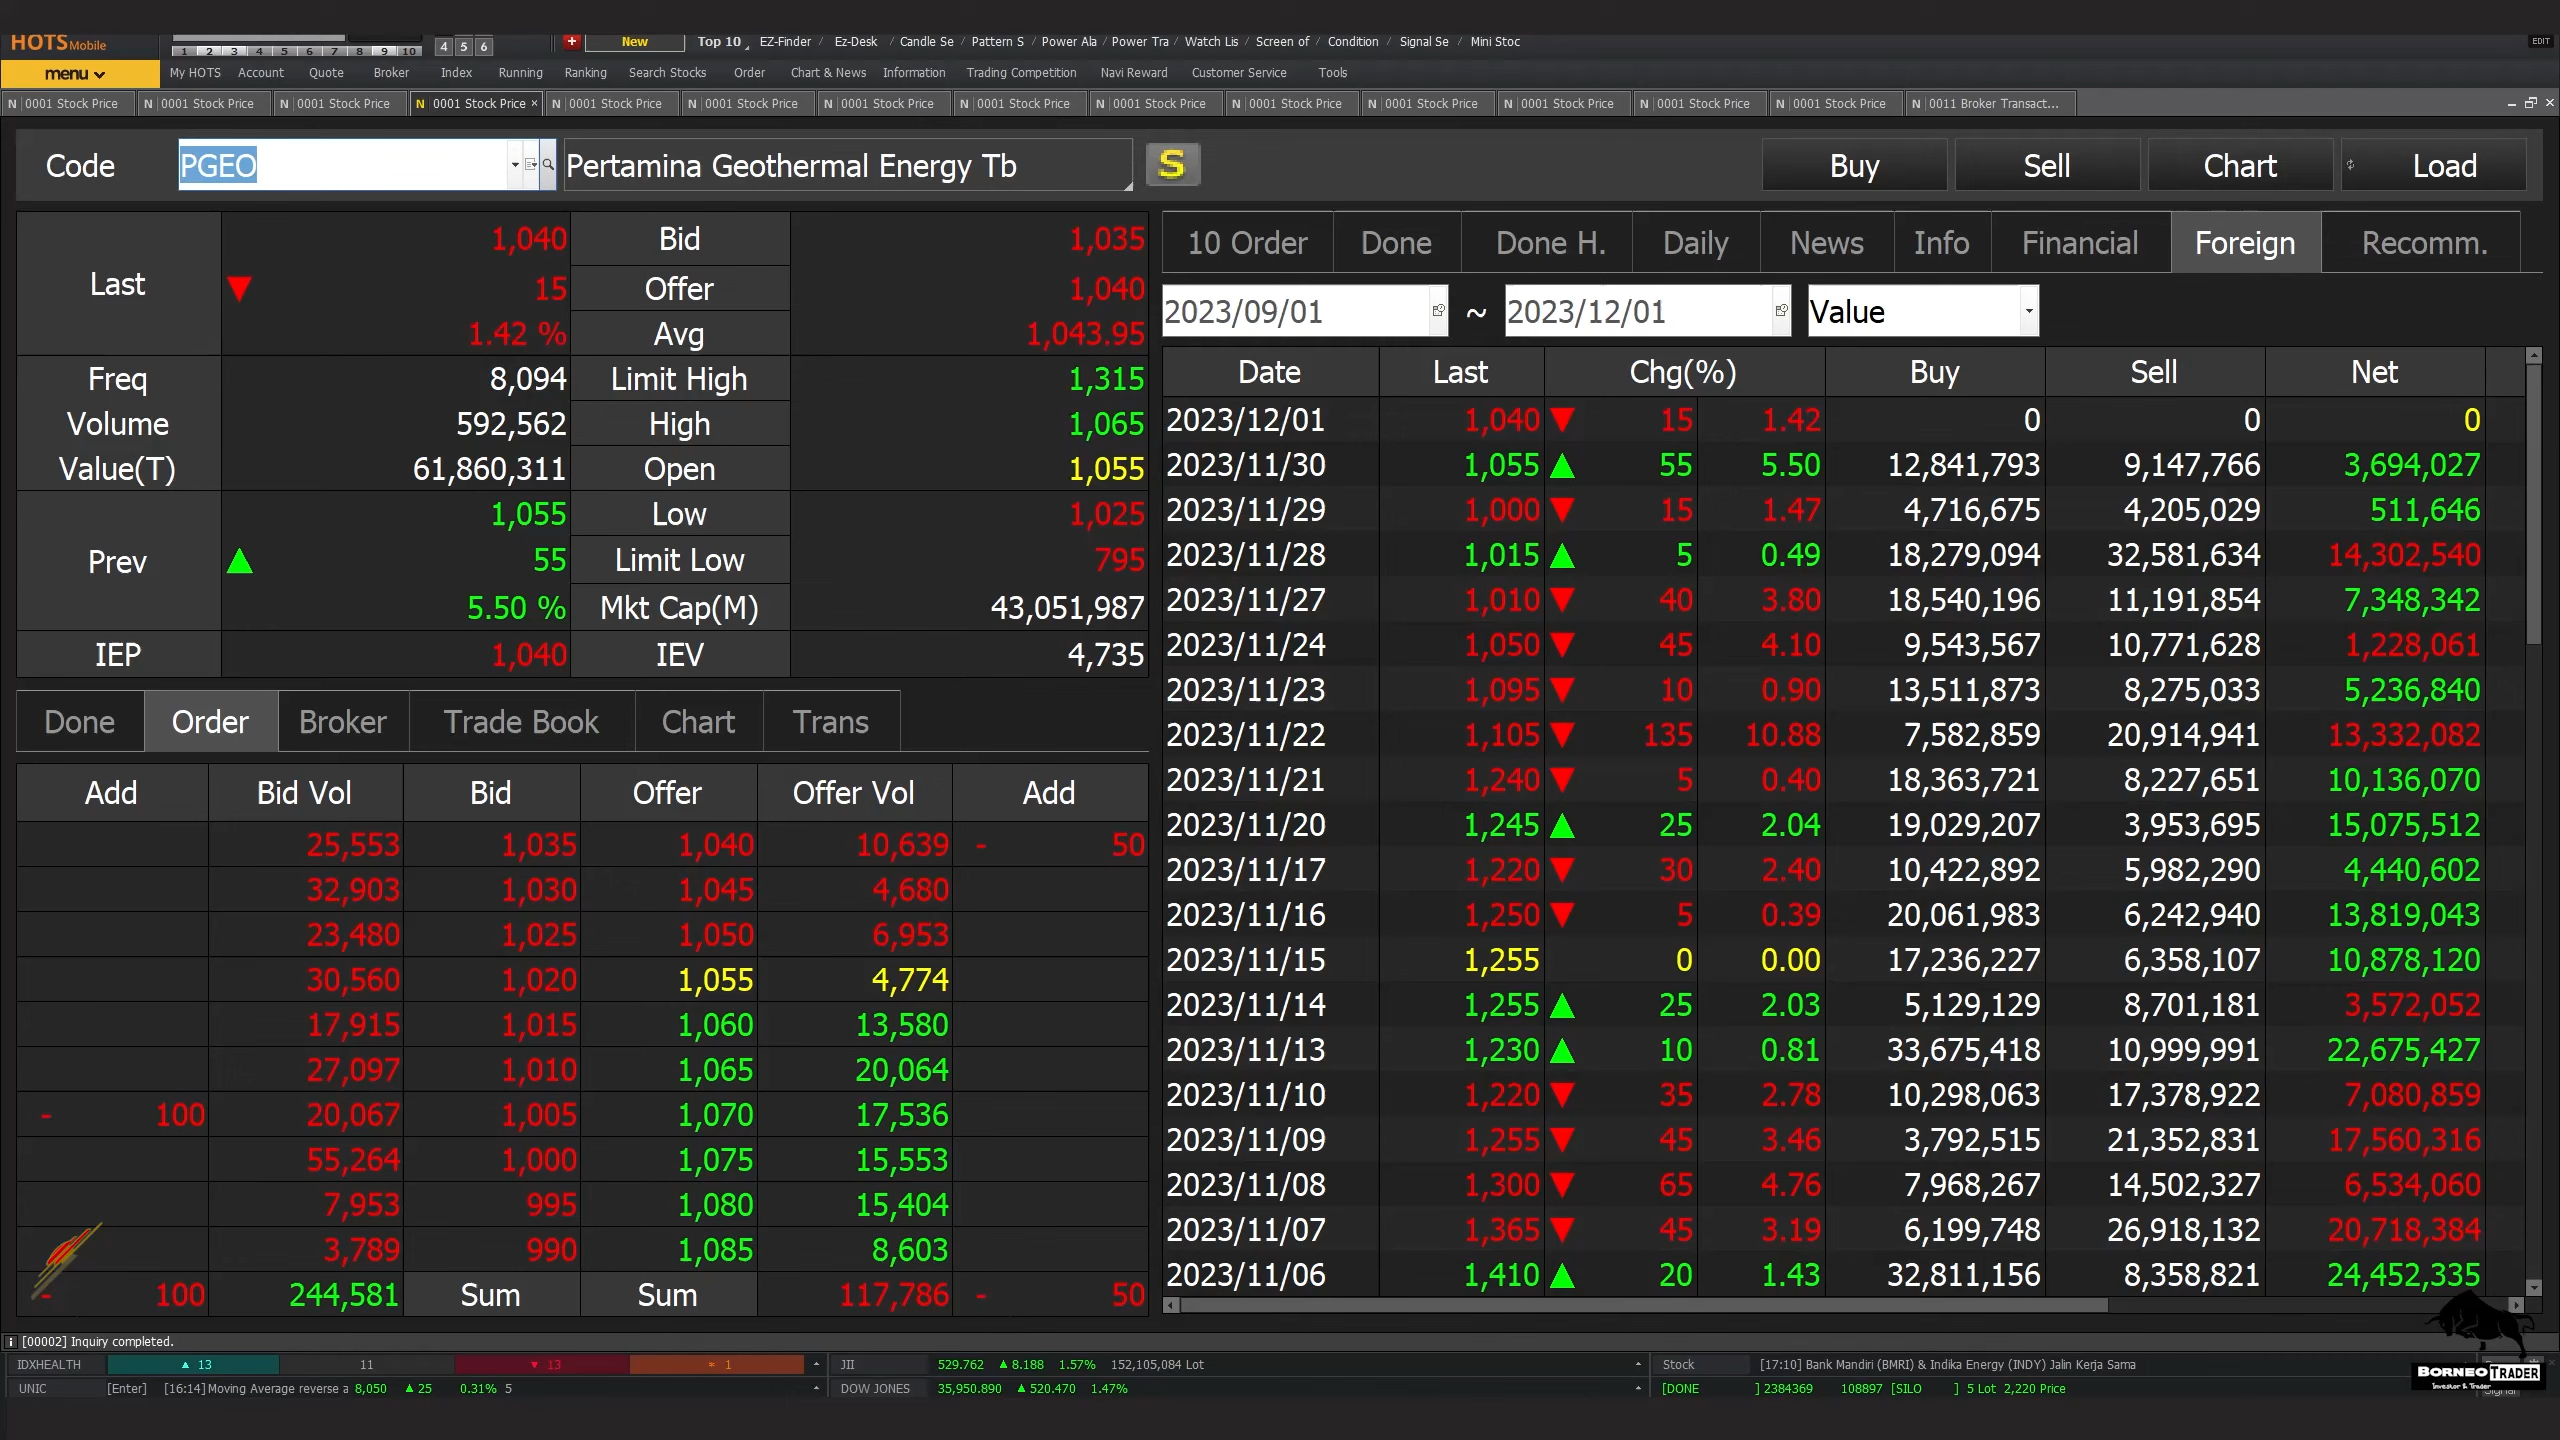 HOTS Mobile
1 2 3 4 5 6 7 8 9 10 4 5 6 New Top 10 EZ-Finder / Ez-Desk / Candle Se / Pattern S / Power Ala / Power Tra / Watch Lis / Screen of / Condition / Signal Se / Mini Stoc EDIT
menu My HOTS Account Quote Broker Index Running Ranking Search Stocks Order Chart & News Information Trading Competition Navi Reward Customer Service Tools
N 0001 Stock Price N 0001 Stock Price N 0001 Stock Price N 0001 Stock Price × N 0001 Stock Price N 0001 Stock Price N 0001 Stock Price N 0001 Stock Price N 0001 Stock Price N 0001 Stock Price N 0001 Stock Price N 0001 Stock Price N 0001 Stock Price N 0001 Stock Price N 0011 Broker Transact...
Code PGEO Pertamina Geothermal Energy Tb S Buy Sell Chart Load
Last 1,040 Bid 1,035
▼ 15 Offer 1,040
1.42 % Avg 1,043.95
Freq 8,094 Limit High 1,315
Volume 592,562 High 1,065
Value(T) 61,860,311 Open 1,055
Prev 1,055 Low 1,025
▲ 55 Limit Low 795
5.50 % Mkt Cap(M) 43,051,987
IEP 1,040 IEV 4,735
Done Order Broker Trade Book Chart Trans
Add Bid Vol Bid Offer Offer Vol Add
25,553 1,035 1,040 10,639 - 50
32,903 1,030 1,045 4,680
23,480 1,025 1,050 6,953
30,560 1,020 1,055 4,774
17,915 1,015 1,060 13,580
27,097 1,010 1,065 20,064
- 100 20,067 1,005 1,070 17,536
55,264 1,000 1,075 15,553
7,953 995 1,080 15,404
3,789 990 1,085 8,603
- 100 244,581 Sum Sum 117,786 - 50
10 Order Done Done H. Daily News Info Financial Foreign Recomm.
2023/09/01 ~ 2023/12/01 Value
Date Last Chg(%) Buy Sell Net
2023/12/01 1,040 ▼ 15 1.42 0 0 0
2023/11/30 1,055 ▲ 55 5.50 12,841,793 9,147,766 3,694,027
2023/11/29 1,000 ▼ 15 1.47 4,716,675 4,205,029 511,646
2023/11/28 1,015 ▲ 5 0.49 18,279,094 32,581,634 14,302,540
2023/11/27 1,010 ▼ 40 3.80 18,540,196 11,191,854 7,348,342
2023/11/24 1,050 ▼ 45 4.10 9,543,567 10,771,628 1,228,061
2023/11/23 1,095 ▼ 10 0.90 13,511,873 8,275,033 5,236,840
2023/11/22 1,105 ▼ 135 10.88 7,582,859 20,914,941 13,332,082
2023/11/21 1,240 ▼ 5 0.40 18,363,721 8,227,651 10,136,070
2023/11/20 1,245 ▲ 25 2.04 19,029,207 3,953,695 15,075,512
2023/11/17 1,220 ▼ 30 2.40 10,422,892 5,982,290 4,440,602
2023/11/16 1,250 ▼ 5 0.39 20,061,983 6,242,940 13,819,043
2023/11/15 1,255 0 0.00 17,236,227 6,358,107 10,878,120
2023/11/14 1,255 ▲ 25 2.03 5,129,129 8,701,181 3,572,052
2023/11/13 1,230 ▲ 10 0.81 33,675,418 10,999,991 22,675,427
2023/11/10 1,220 ▼ 35 2.78 10,298,063 17,378,922 7,080,859
2023/11/09 1,255 ▼ 45 3.46 3,792,515 21,352,831 17,560,316
2023/11/08 1,300 ▼ 65 4.76 7,968,267 14,502,327 6,534,060
2023/11/07 1,365 ▼ 45 3.19 6,199,748 26,918,132 20,718,384
2023/11/06 1,410 ▲ 20 1.43 32,811,156 8,358,821 24,452,335
i [00002] Inquiry completed.
IDXHEALTH ▲ 13 11 ▼ 13 * 1 JII 529.762 ▲ 8.188 1.57% 152,105,084 Lot Stock [17:10] Bank Mandiri (BMRI) & Indika Energy (INDY) Jalin Kerja Sama
UNIC [Enter] [16:14]Moving Average reverse a 8,050 ▲ 25 0.31% 5 DOW JONES 35,950.890 ▲ 520.470 1.47% [DONE ] 2384369 108897 [SILO ] 5 Lot 2,220 Price
BORNEO TRADER
Investor & Trader